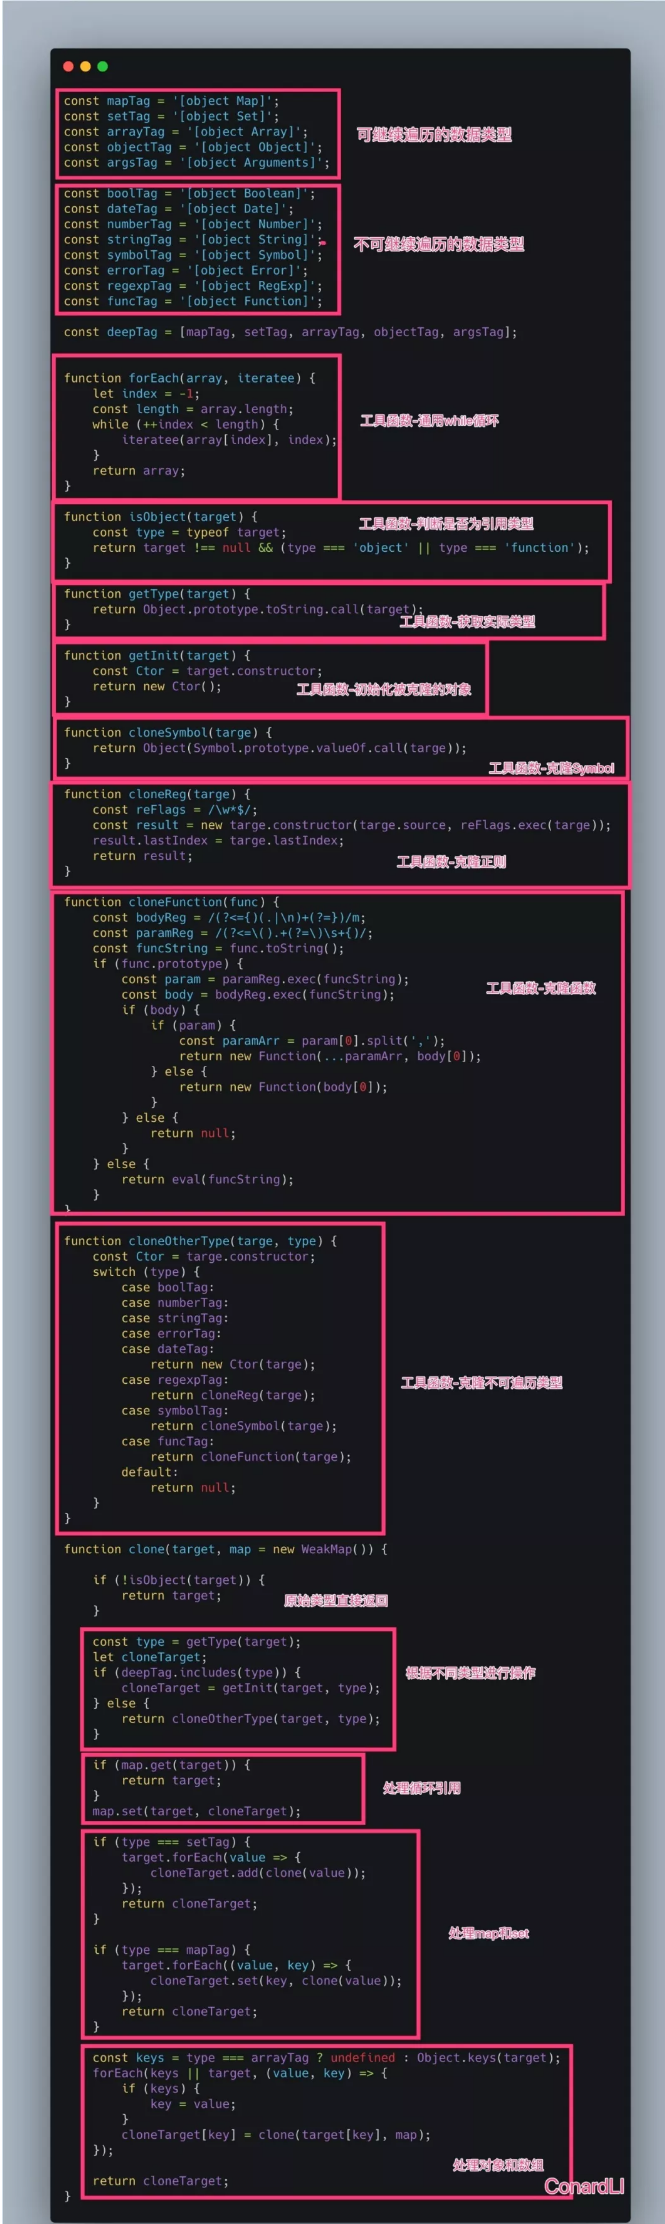 const mapTag = '[object Map]';
const setTag = '[object Set]';
const arrayTag = '[object Array]';
const objectTag = '[object Object]';
const argsTag = '[object Arguments]';
可继续遍历的数据类型
const boolTag = '[object Boolean]';
const dateTag = '[object Date]';
const numberTag = '[object Number]';
const stringTag = '[object String]';
const symbolTag = '[object Symbol]';
const errorTag = '[object Error]';
const regexpTag = '[object RegExp]';
const funcTag = '[object Function]';
不可继续遍历的数据类型
const deepTag = [mapTag, setTag, arrayTag, objectTag, argsTag];
function forEach(array, iteratee) {
let index = -1;
const length = array.length;
while (++index < length) {
iteratee(array[index], index);
}
return array;
}
工具函数-通用while循环
function isObject(target) {
工具函数-判断是否为引用类型
const type = typeof target;
return target !== null && (type === 'object' || type === 'function');
}
function getType(target) {
return Object.prototype.toString.call(target);
}
工具函数-获取实际类型
function getInit(target) {
const Ctor = target.constructor;
return new Ctor();
}
工具函数-初始化被克隆的对象
function cloneSymbol(targe) {
return Object(Symbol.prototype.valueOf.call(targe));
}
工具函数-克隆Symbol
function cloneReg(targe) {
const reFlags = /\w*$/;
const result = new targe.constructor(targe.source, reFlags.exec(targe));
result.lastIndex = targe.lastIndex;
return result;
}
工具函数-克隆正则
function cloneFunction(func) {
const bodyReg = /(?<={)(.|\n)+(?=})/m;
const paramReg = /(?<=\().+(?=\)\s+{)/;
const funcString = func.toString();
if (func.prototype) {
const param = paramReg.exec(funcString);
const body = bodyReg.exec(funcString);
if (body) {
if (param) {
const paramArr = param[0].split(',');
return new Function(...paramArr, body[0]);
} else {
return new Function(body[0]);
}
} else {
return null;
}
} else {
return eval(funcString);
}
}
工具函数-克隆函数
function cloneOtherType(targe, type) {
const Ctor = targe.constructor;
switch (type) {
case boolTag:
case numberTag:
case stringTag:
case errorTag:
case dateTag:
return new Ctor(targe);
case regexpTag:
return cloneReg(targe);
case symbolTag:
return cloneSymbol(targe);
case funcTag:
return cloneFunction(targe);
default:
return null;
}
}
工具函数-克隆不可遍历类型
function clone(target, map = new WeakMap()) {
if (!isObject(target)) {
return target;
}
原始类型直接返回
const type = getType(target);
let cloneTarget;
if (deepTag.includes(type)) {
cloneTarget = getInit(target, type);
} else {
return cloneOtherType(target, type);
}
根据不同类型进行操作
if (map.get(target)) {
return target;
}
map.set(target, cloneTarget);
处理循环引用
if (type === setTag) {
target.forEach(value => {
cloneTarget.add(clone(value));
});
return cloneTarget;
}
if (type === mapTag) {
target.forEach((value, key) => {
cloneTarget.set(key, clone(value));
});
return cloneTarget;
}
处理map和set
const keys = type === arrayTag ? undefined : Object.keys(target);
forEach(keys || target, (value, key) => {
if (keys) {
key = value;
}
cloneTarget[key] = clone(target[key], map);
});
return cloneTarget;
}
处理对象和数组
ConardLI